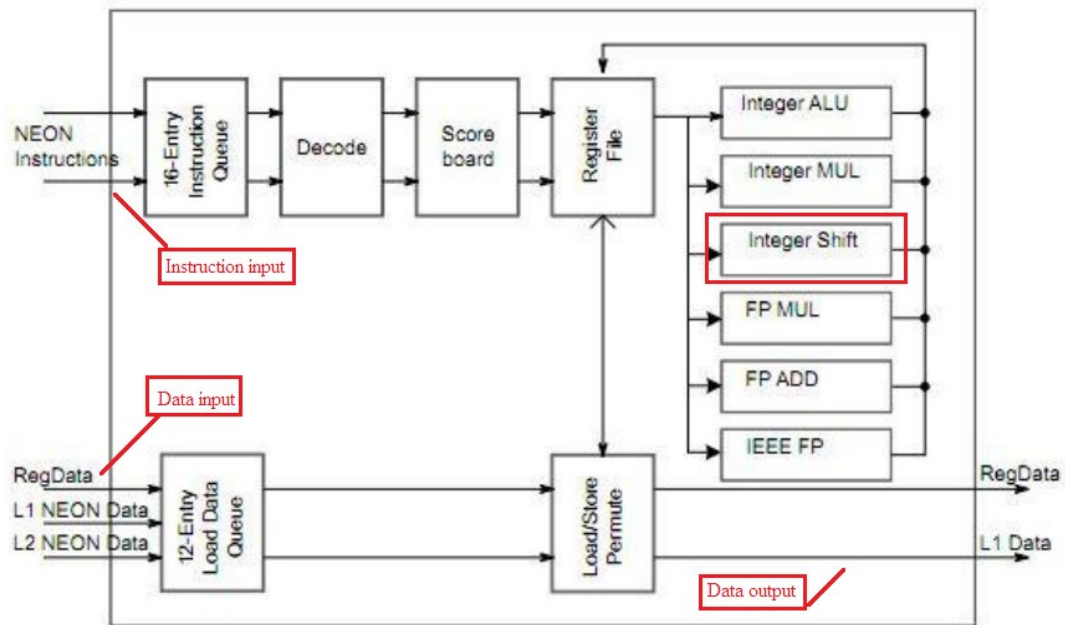 NEON
Instructions
16-Entry
Instruction
Queue
Decode
Score
board
Register
File
Integer ALU
Integer MUL
Integer Shift
FP MUL
FP ADD
IEEE FP
Instruction input
Data input
RegData
L1 NEON Data
L2 NEON Data
12-Entry
Load Data
Queue
Load/Store
Permute
RegData
L1 Data
Data output